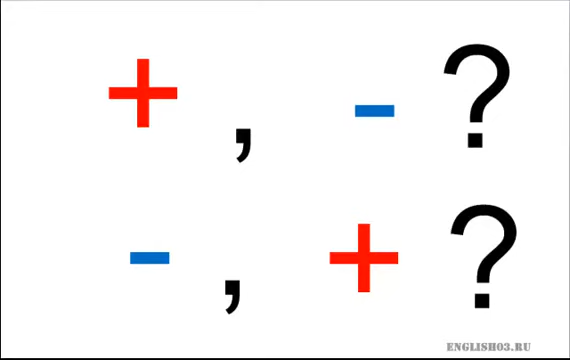 + , - ?
- , + ?
ENGLISH03.RU